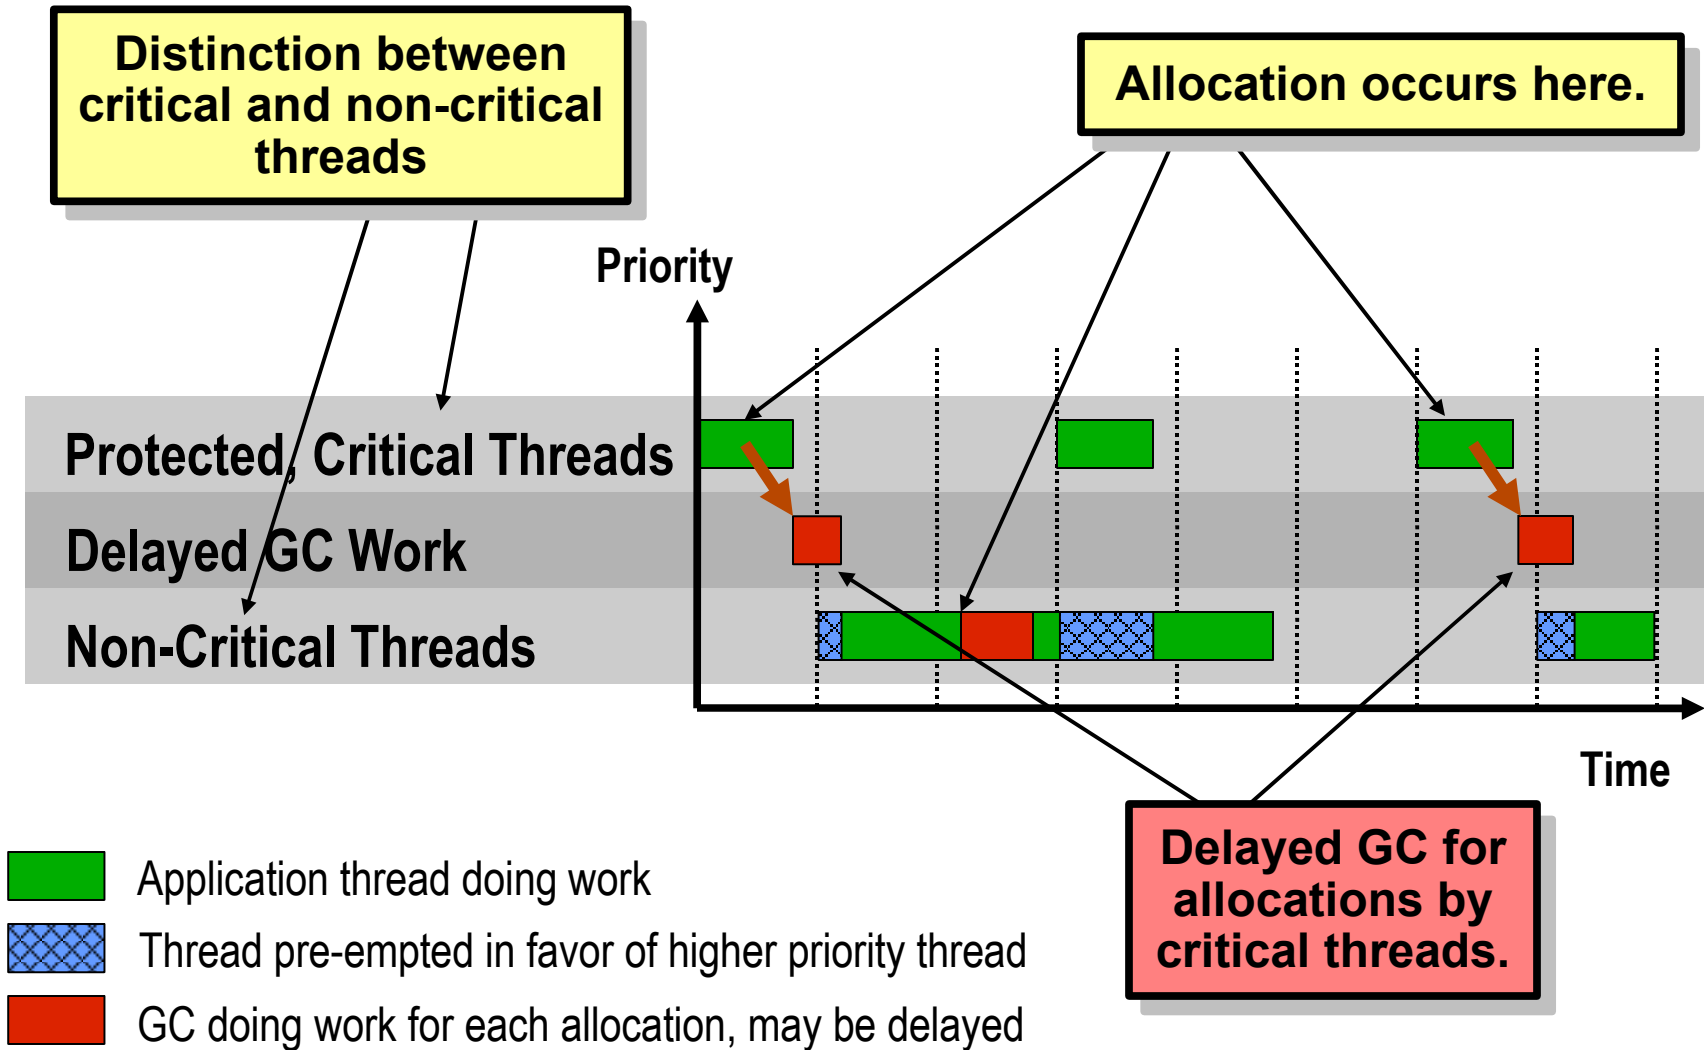 Distinction between
critical and non-critical
threads
Allocation occurs here.
Priority
Protected, Critical Threads
Delayed GC Work
Non-Critical Threads
Time
Delayed GC for
allocations by
critical threads.
Application thread doing work
Thread pre-empted in favor of higher priority thread
GC doing work for each allocation, may be delayed